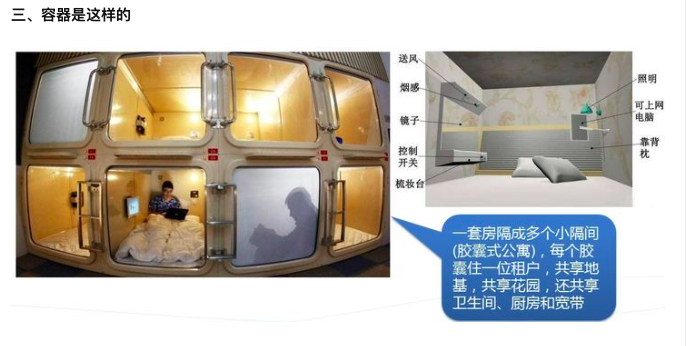 三、容器是这样的
送风
烟感
镜子
控制
开关
梳妆台
照明
可上网
电脑
靠背
枕
一套房隔成多个小隔间
(胶囊式公寓)，每个胶
囊住一位租户，共享地
基，共享花园，还共享
卫生间、厨房和宽带